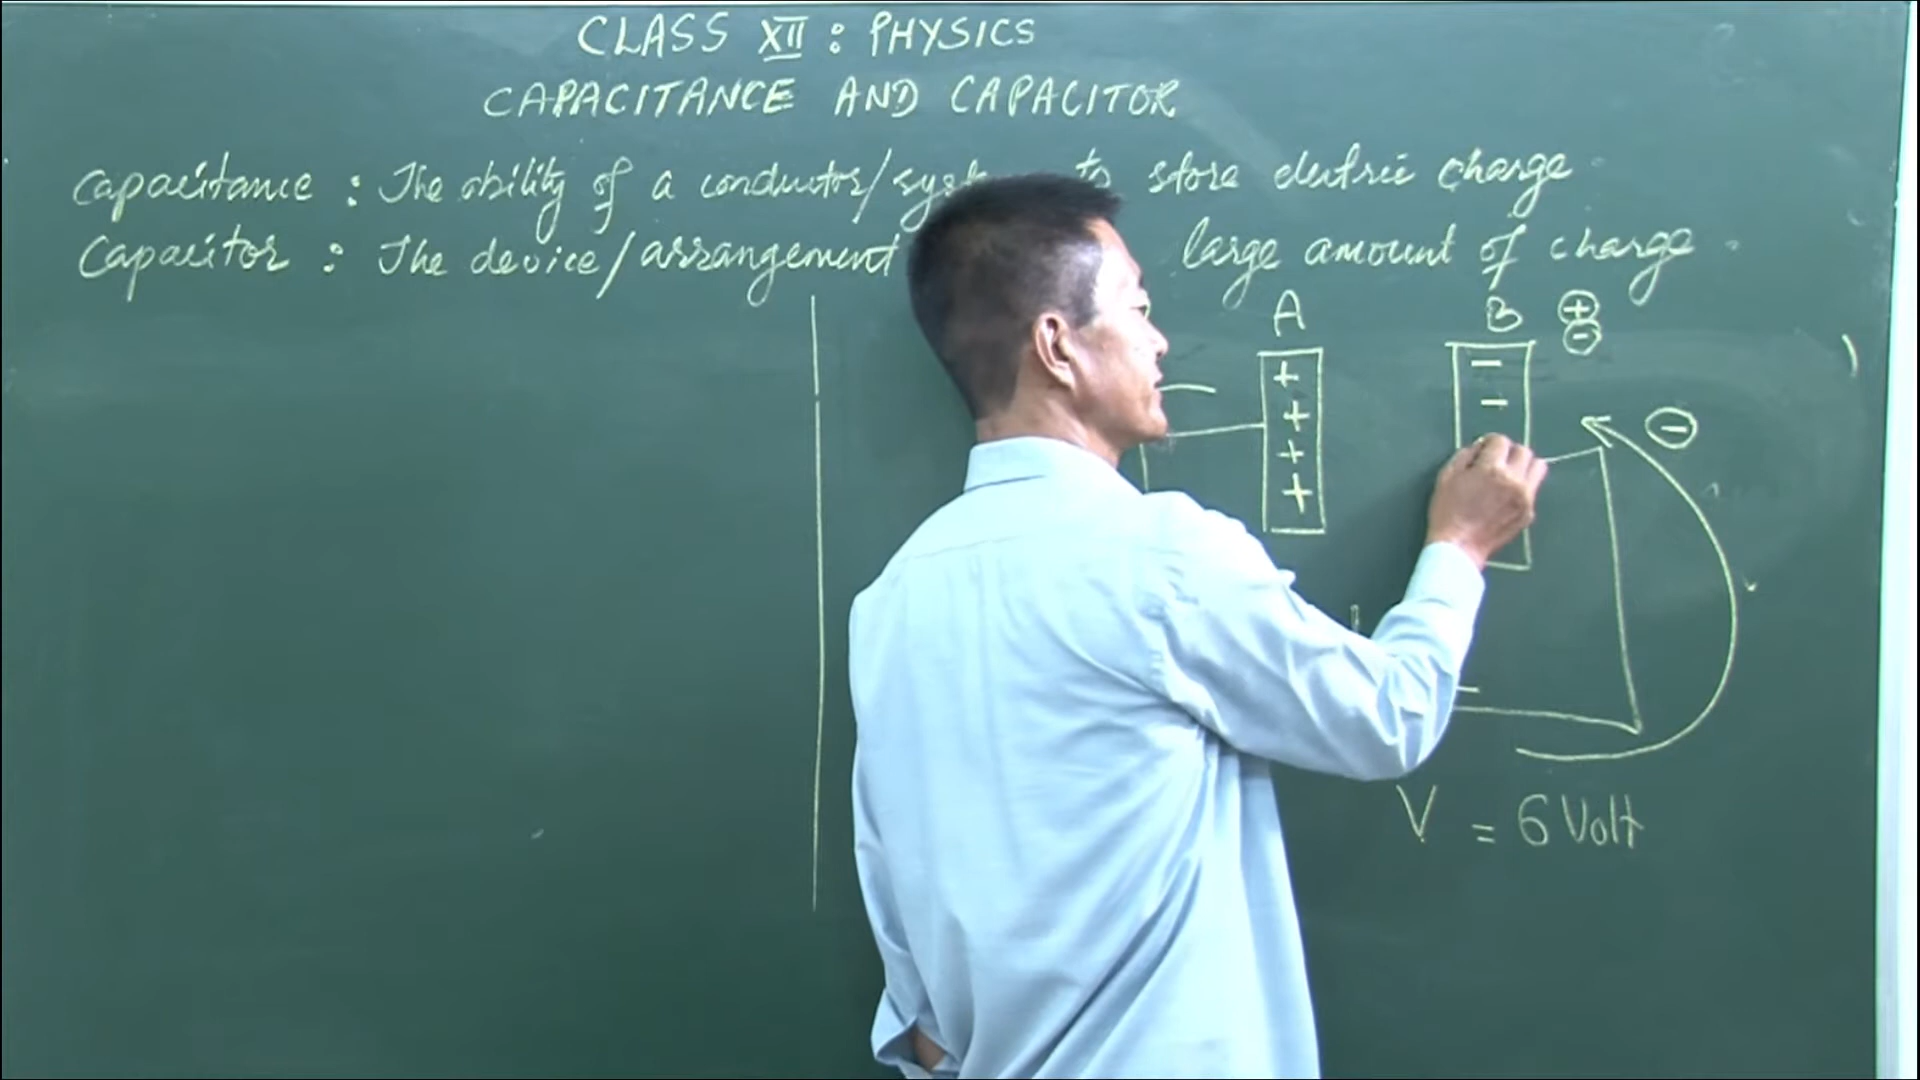 CLASS XII : PHYSICS
CAPACITANCE AND CAPACITOR
Capacitance : The ability of a conductor/ to store electric charge
Capacitor : The device/arrangement large amount of charge.
A B + -
+ -
+ -
+
+
-
V = 6 Volt